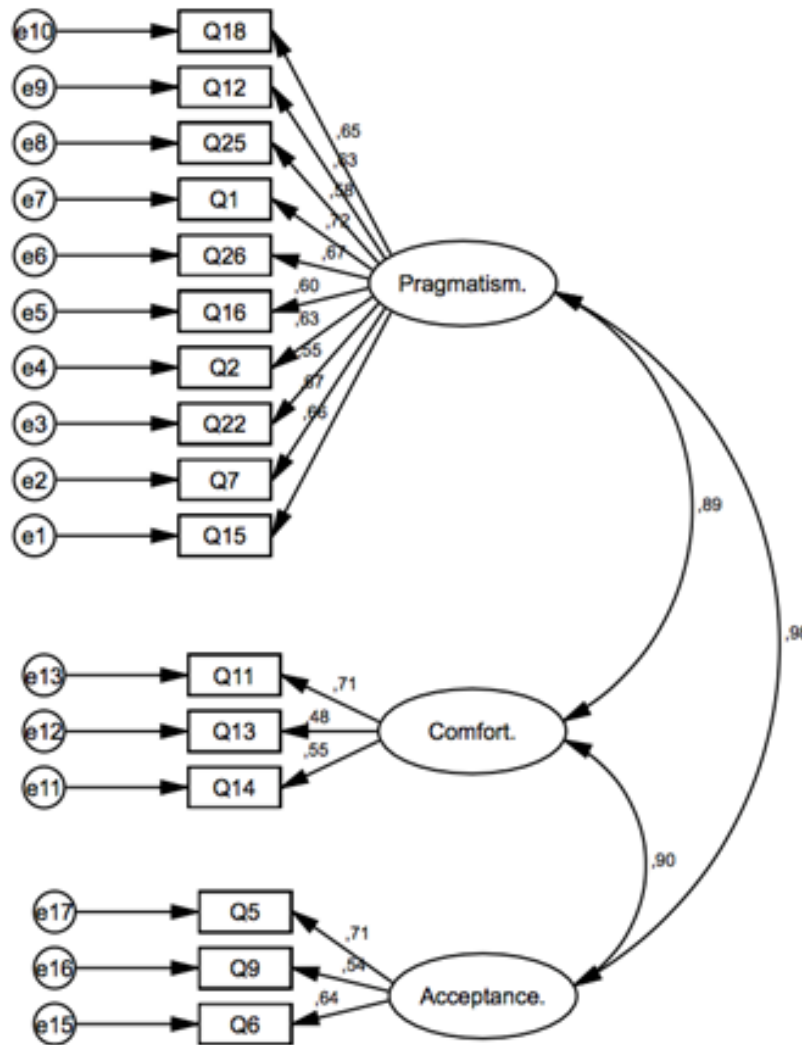 e10 Q18
,65
e9 Q12
,63
e8 Q25
,58
e7 Q1
,72
e6 Q26
,67
Pragmatism.
e5 Q16
,60
,63
e4 Q2
,55
,67
e3 Q22
,66
e2 Q7
e1 Q15
,89
e13 Q11
,71
e12 Q13
,48
Comfort.
e11 Q14
,55
,90
e17 Q5
,71
e16 Q9
,54
e15 Q6
,64
Acceptance.